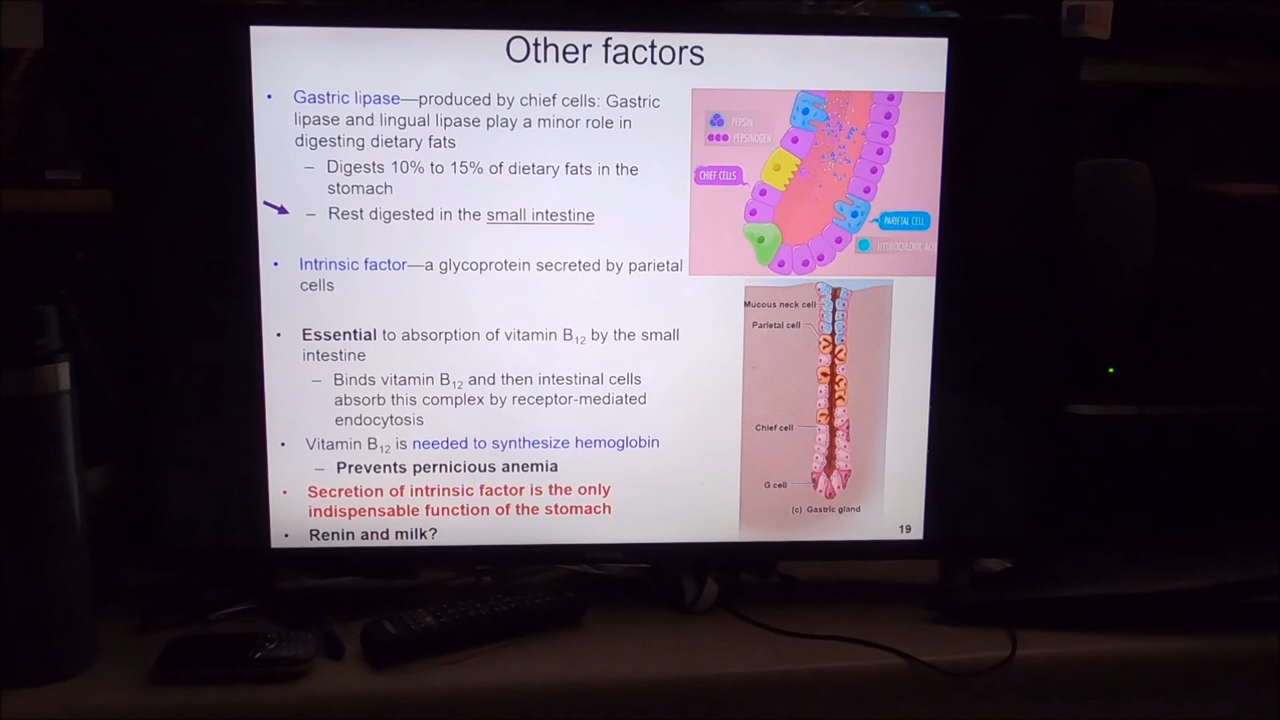 Other factors
• Gastric lipase—produced by chief cells: Gastric
lipase and lingual lipase play a minor role in
digesting dietary fats
– Digests 10% to 15% of dietary fats in the
stomach
– Rest digested in the small intestine
• Intrinsic factor—a glycoprotein secreted by parietal
cells
• Essential to absorption of vitamin B12 by the small
intestine
– Binds vitamin B12 and then intestinal cells
absorb this complex by receptor-mediated
endocytosis
• Vitamin B12 is needed to synthesize hemoglobin
– Prevents pernicious anemia
• Secretion of intrinsic factor is the only
indispensable function of the stomach
• Renin and milk?
PEPSIN
PEPSINOGEN
CHIEF CELLS
PARIETAL CELL
HYDROCHLORIC ACID
Mucous neck cell
Parietal cell
Chief cell
G cell
(c) Gastric gland
19